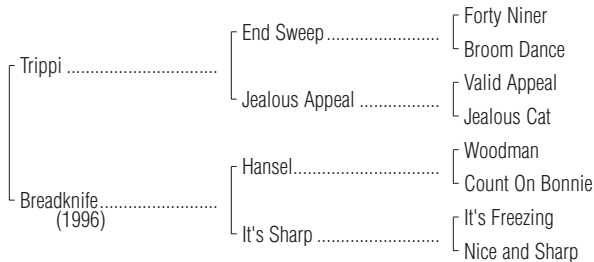 Forty Niner
End Sweep
Broom Dance
Trippi
Valid Appeal
Jealous Appeal
Jealous Cat
Woodman
Hansel
Count On Bonnie
Breadknife
(1996)
It's Freezing
It's Sharp
Nice and Sharp